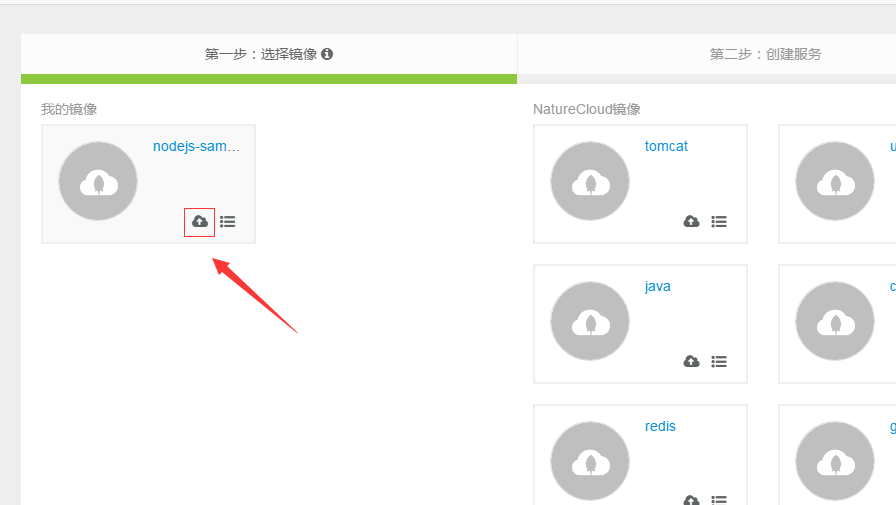 第一步：选择镜像
第二步：创建服务
我的镜像
nodejs-sam...
NatureCloud镜像
tomcat
java
redis